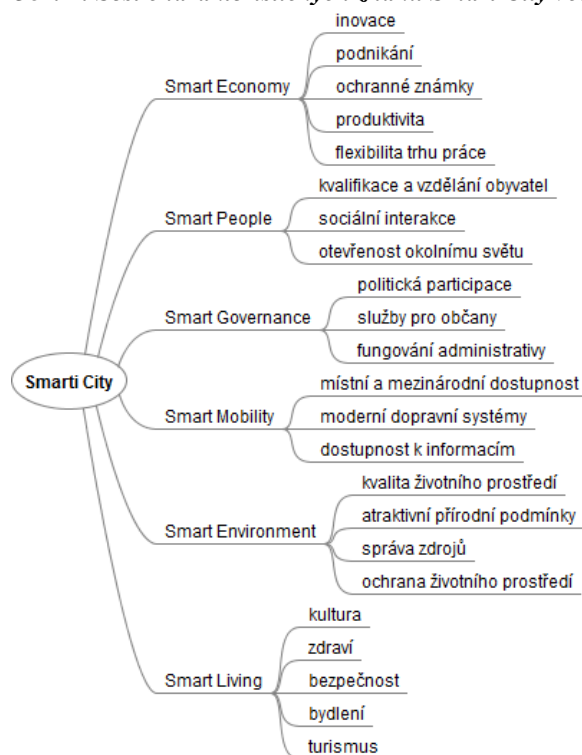 Smart Economy
inovace
podnikání
ochranné známky
produktivita
flexibilita trhu práce
Smart People
kvalifikace a vzdělání obyvatel
sociální interakce
otevřenost okolnímu světu
Smart Governance
politická participace
služby pro občany
fungování administrativy
Smarti City
Smart Mobility
místní a mezinárodní dostupnost
moderní dopravní systémy
dostupnost k informacím
Smart Environment
kvalita životního prostředí
atraktivní přírodní podmínky
správa zdrojů
ochrana životního prostředí
Smart Living
kultura
zdraví
bezpečnost
bydlení
turismus